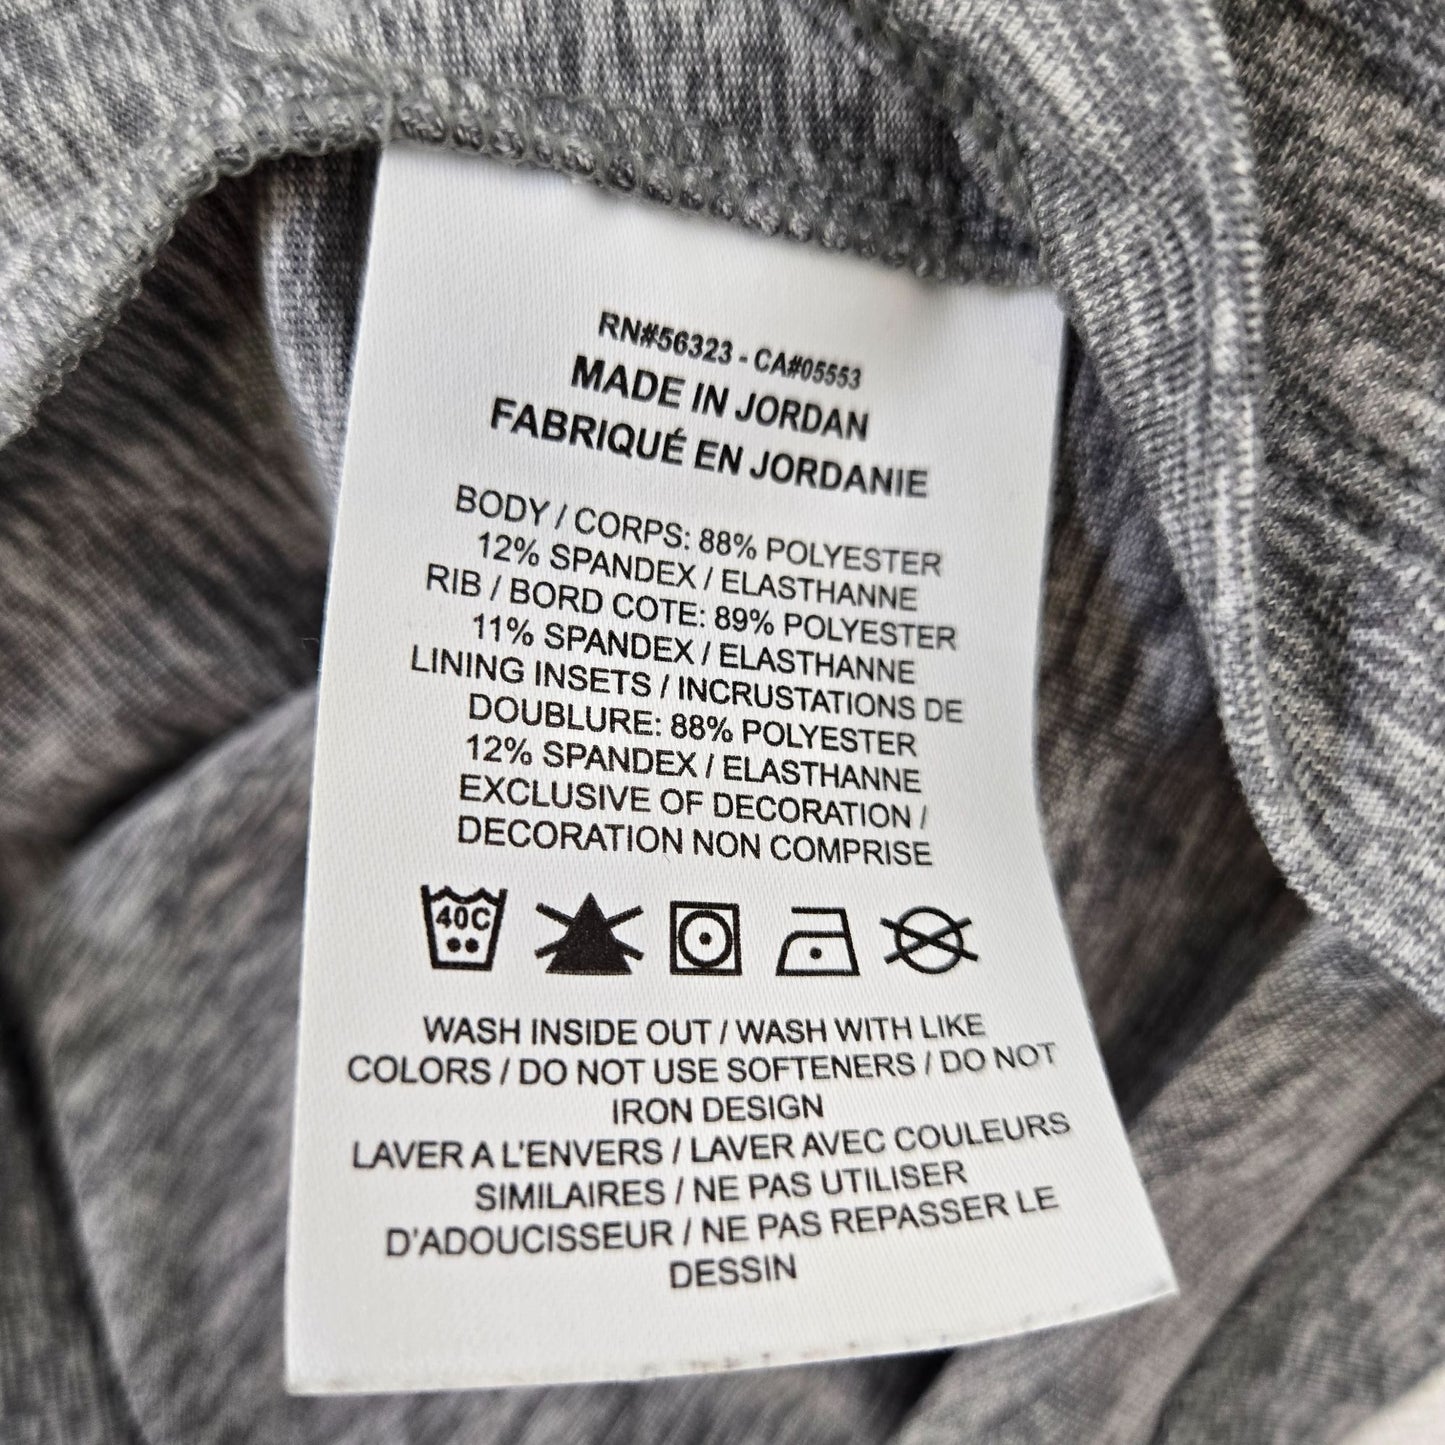 RN#56323 - CA#05553
MADE IN JORDAN
FABRIQUÉ EN JORDANIE
BODY / CORPS: 88% POLYESTER
12% SPANDEX / ELASTHANNE
RIB / BORD COTE: 89% POLYESTER
11% SPANDEX / ELASTHANNE
LINING INSETS / INCRUSTATIONS DE
DOUBLURE: 88% POLYESTER
12% SPANDEX / ELASTHANNE
EXCLUSIVE OF DECORATION /
DECORATION NON COMPRISE
40C
WASH INSIDE OUT / WASH WITH LIKE
COLORS / DO NOT USE SOFTENERS / DO NOT
IRON DESIGN
LAVER A L'ENVERS / LAVER AVEC COULEURS
SIMILAIRES / NE PAS UTILISER
D'ADOUCISSEUR / NE PAS REPASSER LE
DESSIN